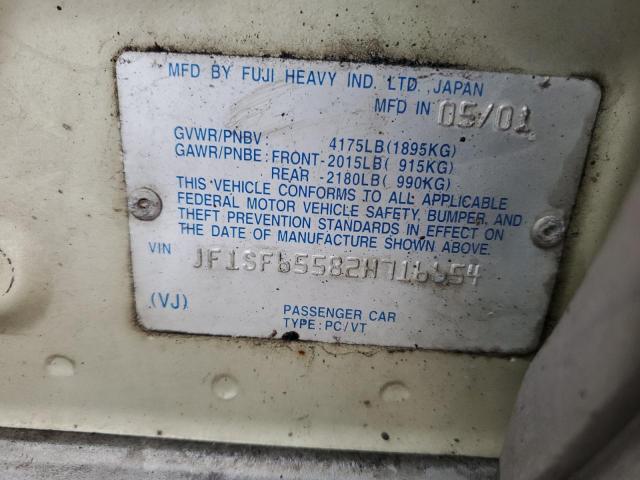 MFD BY FUJI HEAVY IND. LTD. JAPAN
MFD IN 05/01
GVWR/PNBV : 4175LB(1895KG)
GAWR/PNBE: FRONT-2015LB( 915KG)
REAR -2180LB( 990KG)
THIS VEHICLE CONFORMS TO ALL APPLICABLE
FEDERAL MOTOR VEHICLE SAFETY, BUMPER, AND
THEFT PREVENTION STANDARDS IN EFFECT ON
THE DATE OF MANUFACTURE SHOWN ABOVE.
VIN JF1SF65582H716654
(VJ)
PASSENGER CAR
TYPE: PC/VT